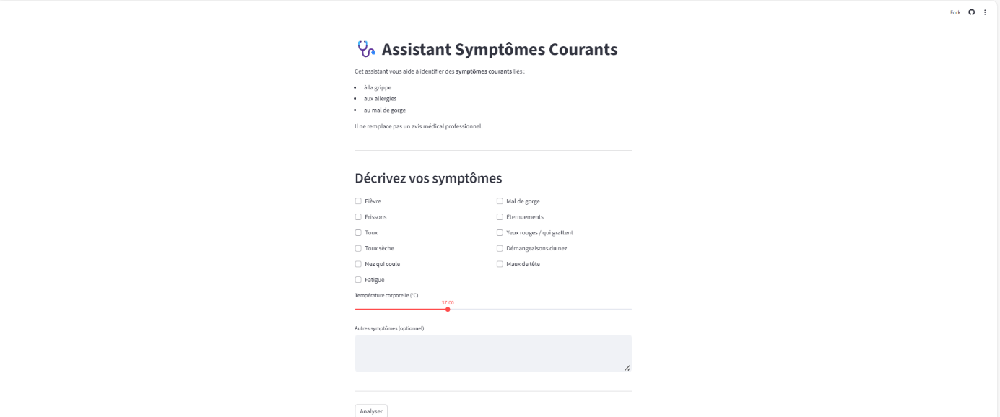 Fork
Assistant Symptômes Courants
Cet assistant vous aide à identifier des symptômes courants liés :
à la grippe
aux allergies
au mal de gorge
Il ne remplace pas un avis médical professionnel.
Décrivez vos symptômes
Fièvre
Frissons
Toux
Toux sèche
Nez qui coule
Fatigue
Mal de gorge
Éternuements
Yeux rouges / qui grattent
Démangeaisons du nez
Maux de tête
Température corporelle (°C)
37.00
Autres symptômes (optionnel)
Analyser